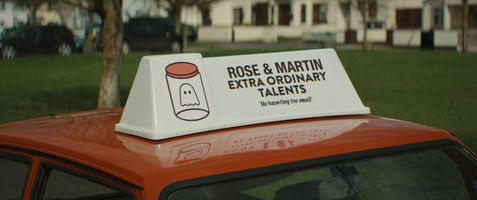 ROSE & MARTIN
EXTRA ORDINARY
TALENTS
'No haunting too small'